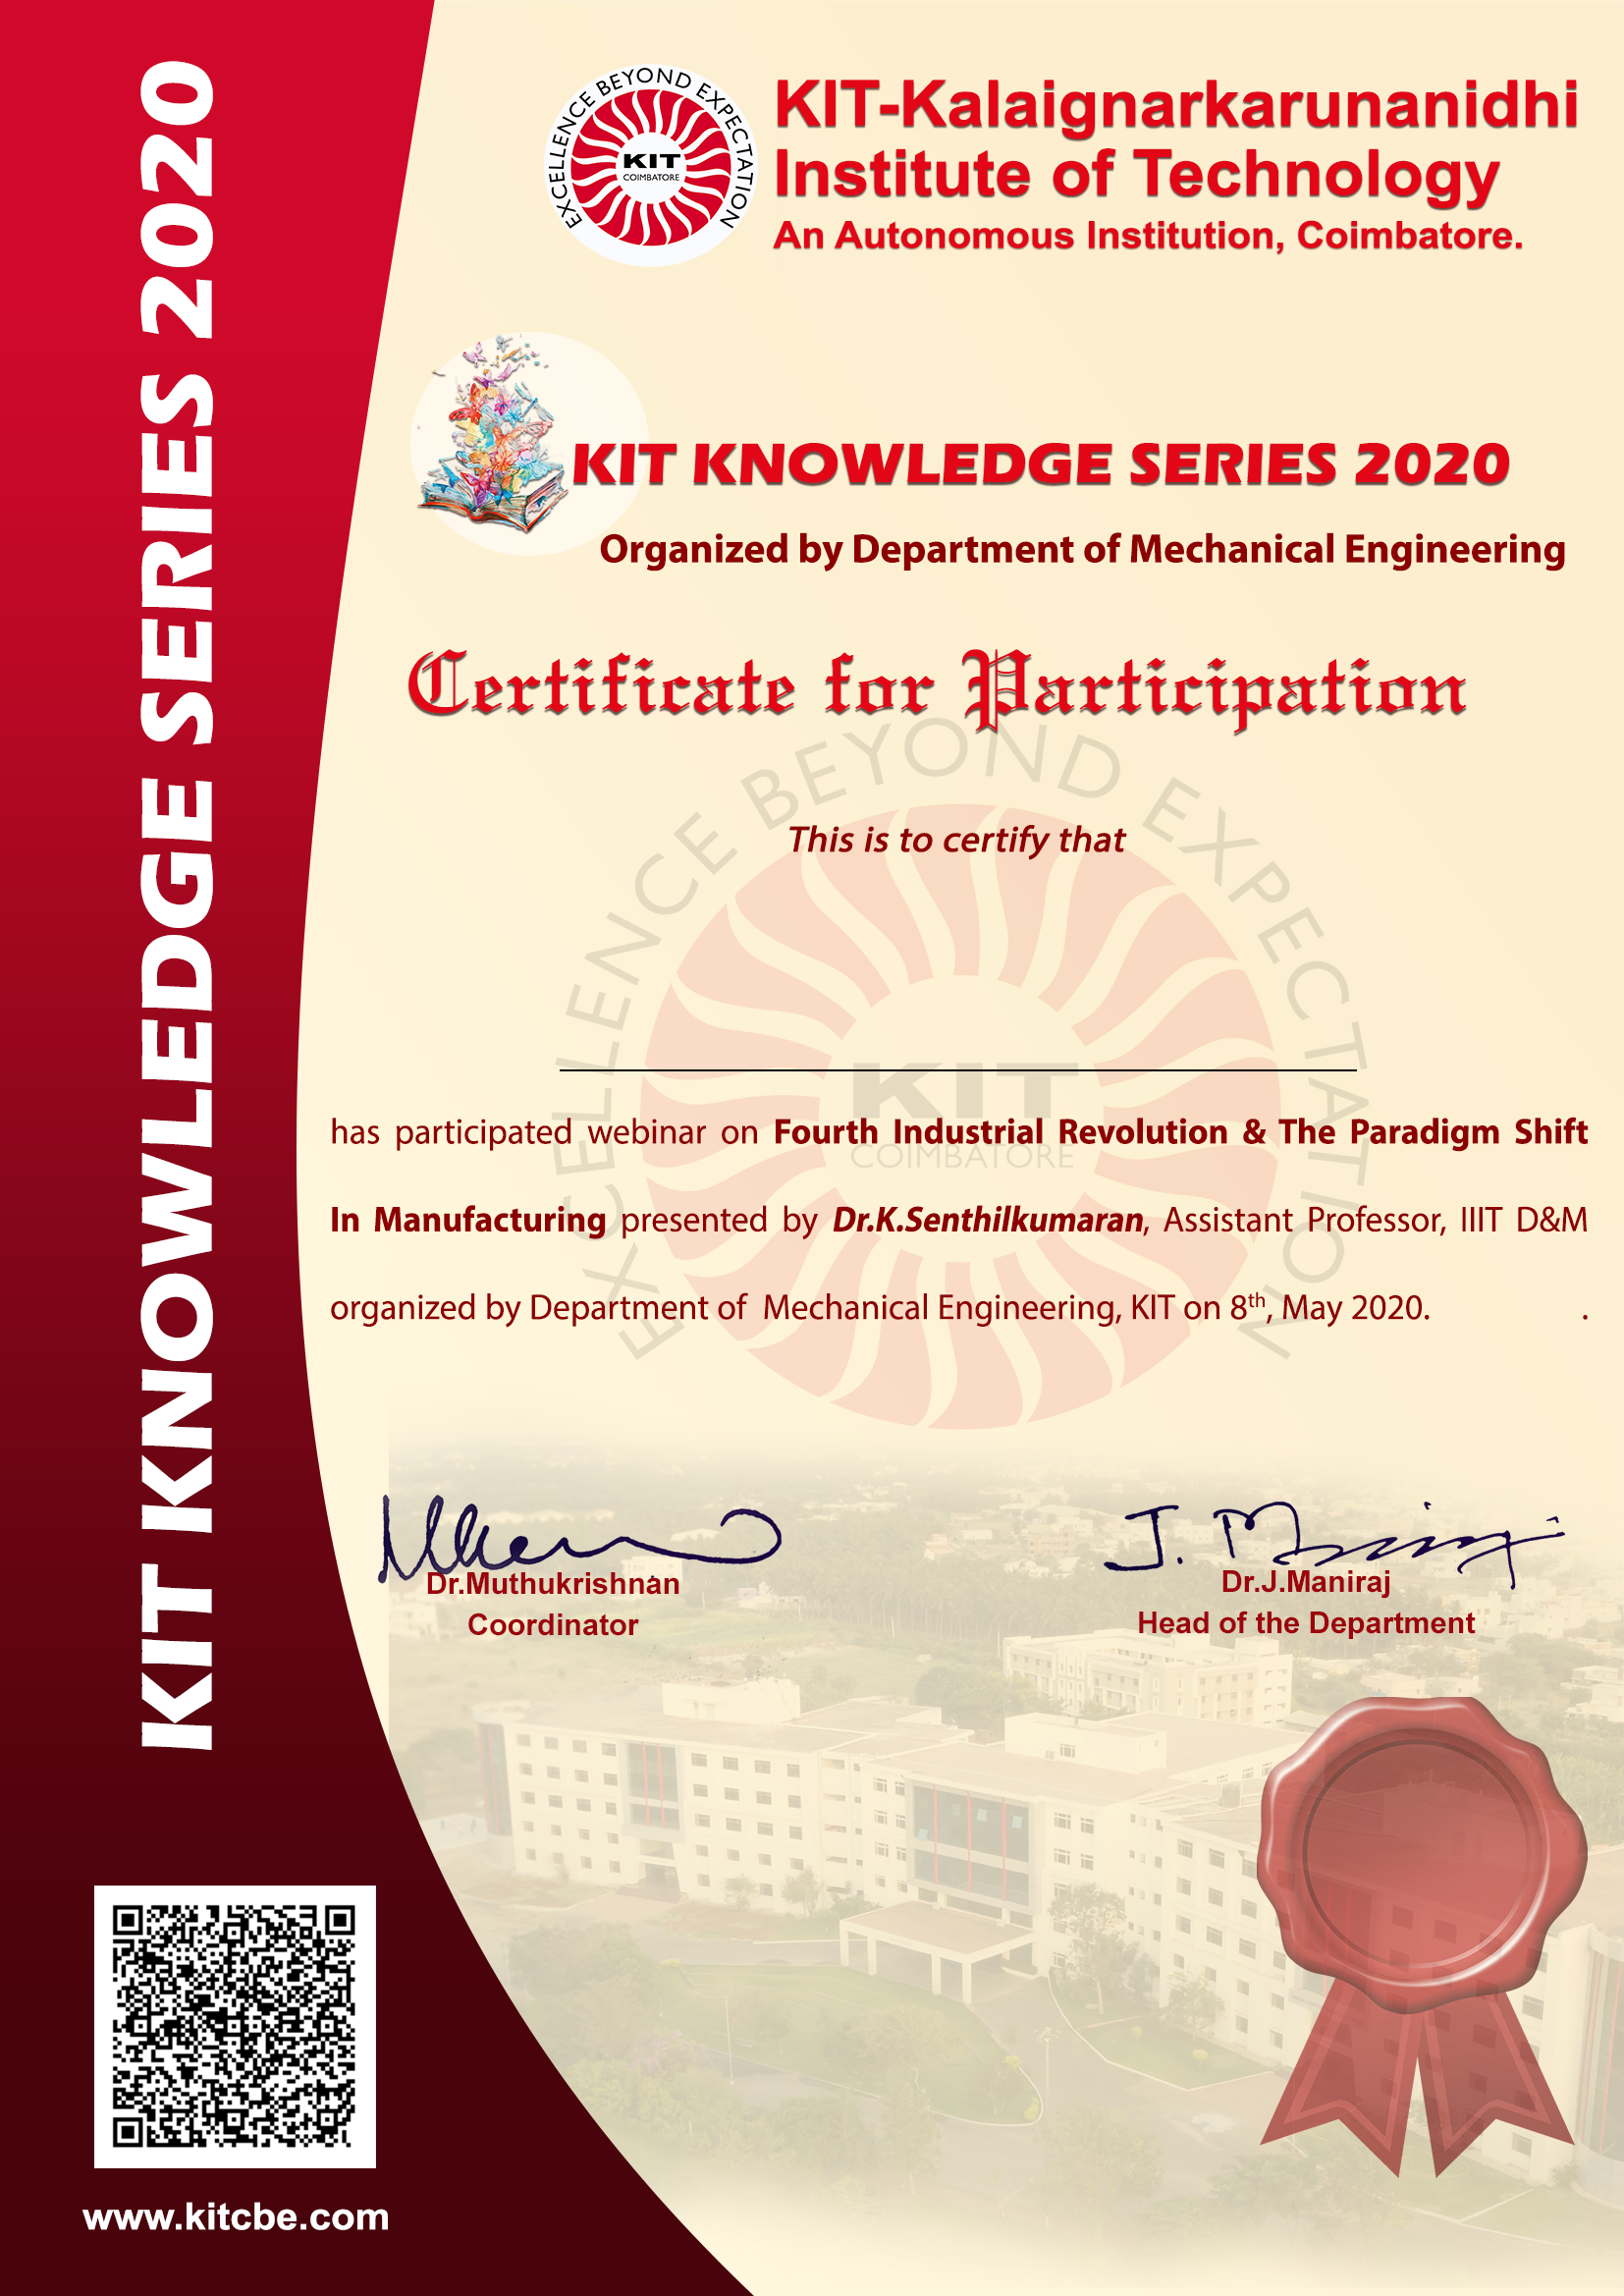 KIT KNOWLEDGE SERIES 2020
EXCELLENCE BEYOND EXPECTATION
KIT
COIMBATORE
KIT-Kalaignarkarunanidhi
Institute of Technology
An Autonomous Institution, Coimbatore.
KIT KNOWLEDGE SERIES 2020
Organized by Department of Mechanical Engineering
Certificate for Participation
EXCELLENCE BEYOND EXPECTATION
This is to certify that
KIT
COIMBATORE
has participated webinar on Fourth Industrial Revolution & The Paradigm Shift
In Manufacturing presented by Dr.K.Senthilkumaran, Assistant Professor, IIIT D&M
organized by Department of Mechanical Engineering, KIT on 8th, May 2020. .
J. Maniraj
Dr.Muthukrishnan
Coordinator
Dr.J.Maniraj
Head of the Department
www.kitcbe.com